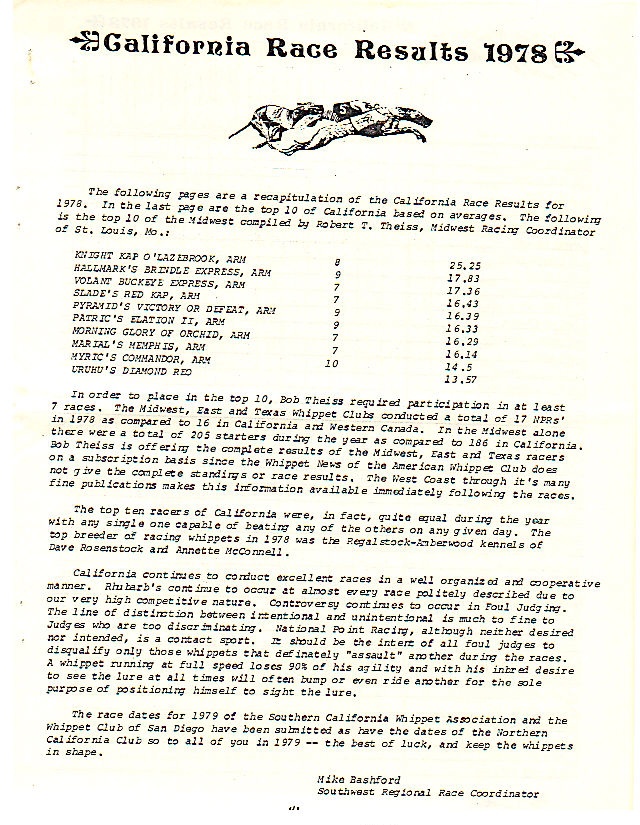 California Race Results 1978
The following pages are a recapitulation of the California Race Results for
1978. In the last page are the top 10 of California based on averages. The following
is the top 10 of the Midwest compiled by Robert T. Theiss, Midwest Racing Coordinator
of St. Louis, Mo.:
KNIGHT KAP O'LAZEBROOK, ARM 8 25.25
HALLMARK'S BRINDLE EXPRESS, ARM 9 17.83
VOLANT BUCKEYE EXPRESS, ARM 7 17.36
SLADE'S RED KAP, ARM 7 16.43
PYRAMID'S VICTORY OR DEFEAT, ARM 9 16.39
PATRIC'S ELATION II, ARM 9 16.33
MORNING GLORY OF ORCHID, ARM 7 16.29
MARIAL'S MEMPHIS, ARM 7 16.14
MYRIC'S COMMANDOR, ARM 10 14.5
URUHU'S DIAMOND RED 13.57
In order to place in the top 10, Bob Theiss required participation in at least
7 races. The Midwest, East and Texas Whippet Clubs conducted a total of 17 NPRs'
in 1978 as compared to 16 in California and Western Canada. In the Midwest alone
there were a total of 205 starters during the year as compared to 186 in California.
Bob Theiss is offering the complete results of the Midwest, East and Texas racers
on a subscription basis since the Whippet News of the American Whippet Club does
not give the complete standings or race results. The West Coast through it's many
fine publications makes this information available immediately following the races.
The top ten racers of California were, in fact, quite equal during the year
with any single one capable of beating any of the others on any given day. The
top breeder of racing whippets in 1978 was the Regalstock-Amberwood kennels of
Dave Rosenstock and Annette McConnell.
California continues to conduct excellent races in a well organized and cooperative
manner. Rhubarb's continue to occur at almost every race politely described due to
our very high competitive nature. Controversy continues to occur in Foul Judging.
The line of distinction between intentional and unintentional is much to fine to
Judges who are too discriminating. National Point Racing, although neither desired
nor intended, is a contact sport. It should be the intent of all foul judges to
disqualify only those whippets that definately "assault" another during the races.
A whippet running at full speed loses 90% of his agility and with his inbred desire
to see the lure at all times will often bump or even ride another for the sole
purpose of positioning himself to sight the lure.
The race dates for 1979 of the Southern California Whippet Association and the
Whippet Club of San Diego have been submitted as have the dates of the Northern
California Club so to all of you in 1979 -- the best of luck, and keep the whippets
in shape.
Mike Bashford
Southwest Regional Race Coordinator